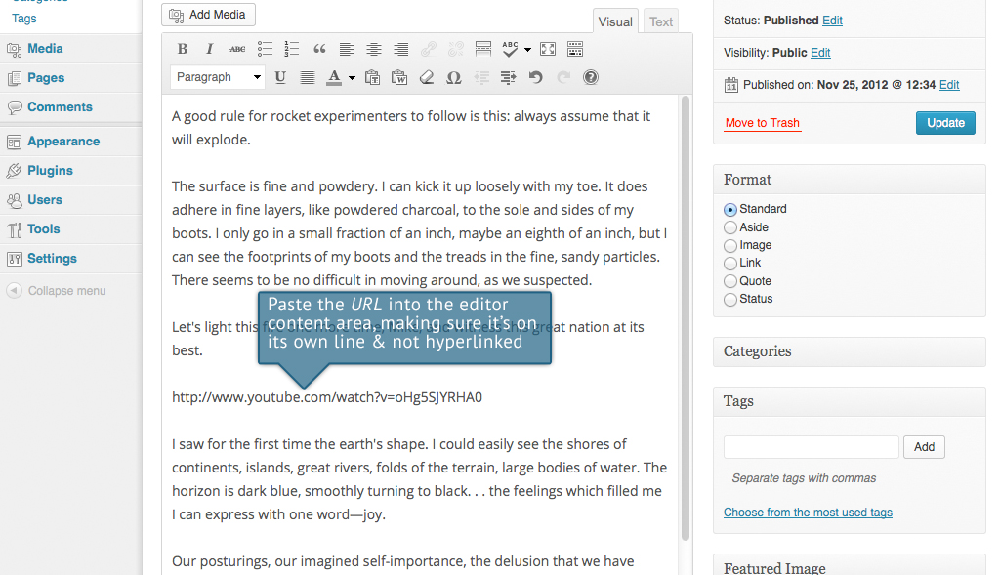 Categories
Tags
Media
Pages
Comments
Appearance
Plugins
Users
Tools
Settings
Collapse menu
Add Media
Visual
Text
B I ABC
ABC
Paragraph
U A
A good rule for rocket experimenters to follow is this: always assume that it
will explode.
The surface is fine and powdery. I can kick it up loosely with my toe. It does
adhere in fine layers, like powdered charcoal, to the sole and sides of my
boots. I only go in a small fraction of an inch, maybe an eighth of an inch, but I
can see the footprints of my boots and the treads in the fine, sandy particles.
There seems to be no difficult in moving around, as we suspected.
Paste the URL into the editor
content area, making sure it's on
its own line & not hyperlinked
Let's light this fire one more time, Mike, and witness this great nation at its
best.
http://www.youtube.com/watch?v=oHg5SJYRHA0
I saw for the first time the earth's shape. I could easily see the shores of
continents, islands, great rivers, folds of the terrain, large bodies of water. The
horizon is dark blue, smoothly turning to black. . . the feelings which filled me
I can express with one word—joy.
Our posturings, our imagined self-importance, the delusion that we have
Status: Published Edit
Visibility: Public Edit
11 Published on: Nov 25, 2012 @ 12:34 Edit
Move to Trash
Update
Format
Standard
Aside
Image
Link
Quote
Status
Categories
Tags
Add
Separate tags with commas
Choose from the most used tags
Featured Image